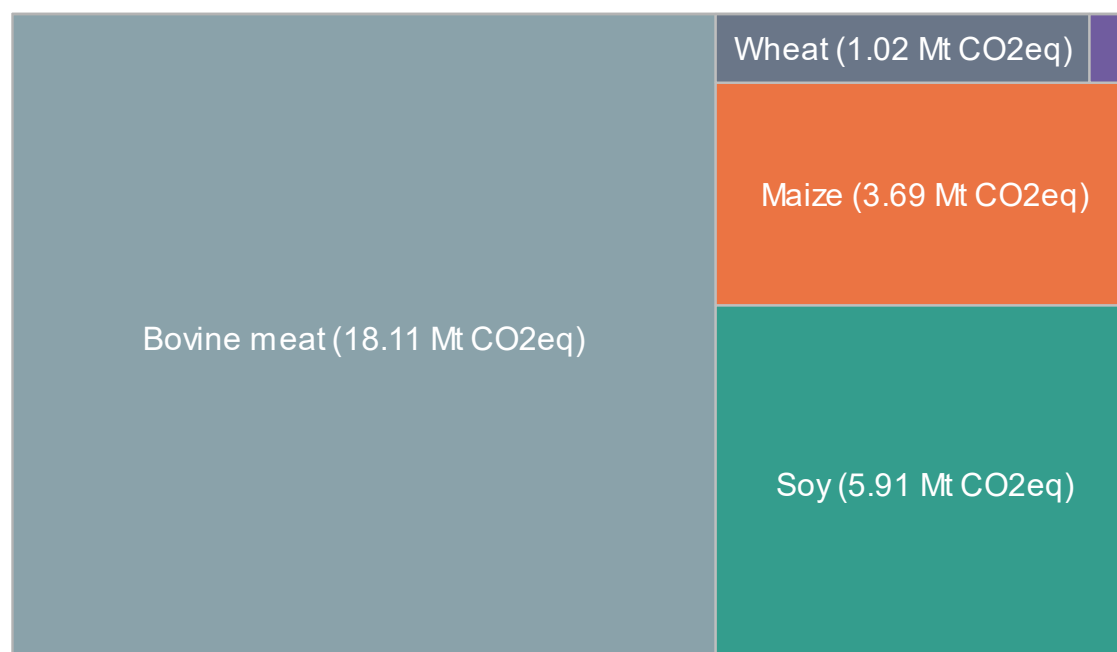 Wheat (1.02 Mt CO2eq)
Maize (3.69 Mt CO2eq)
Bovine meat (18.11 Mt CO2eq)
Soy (5.91 Mt CO2eq)